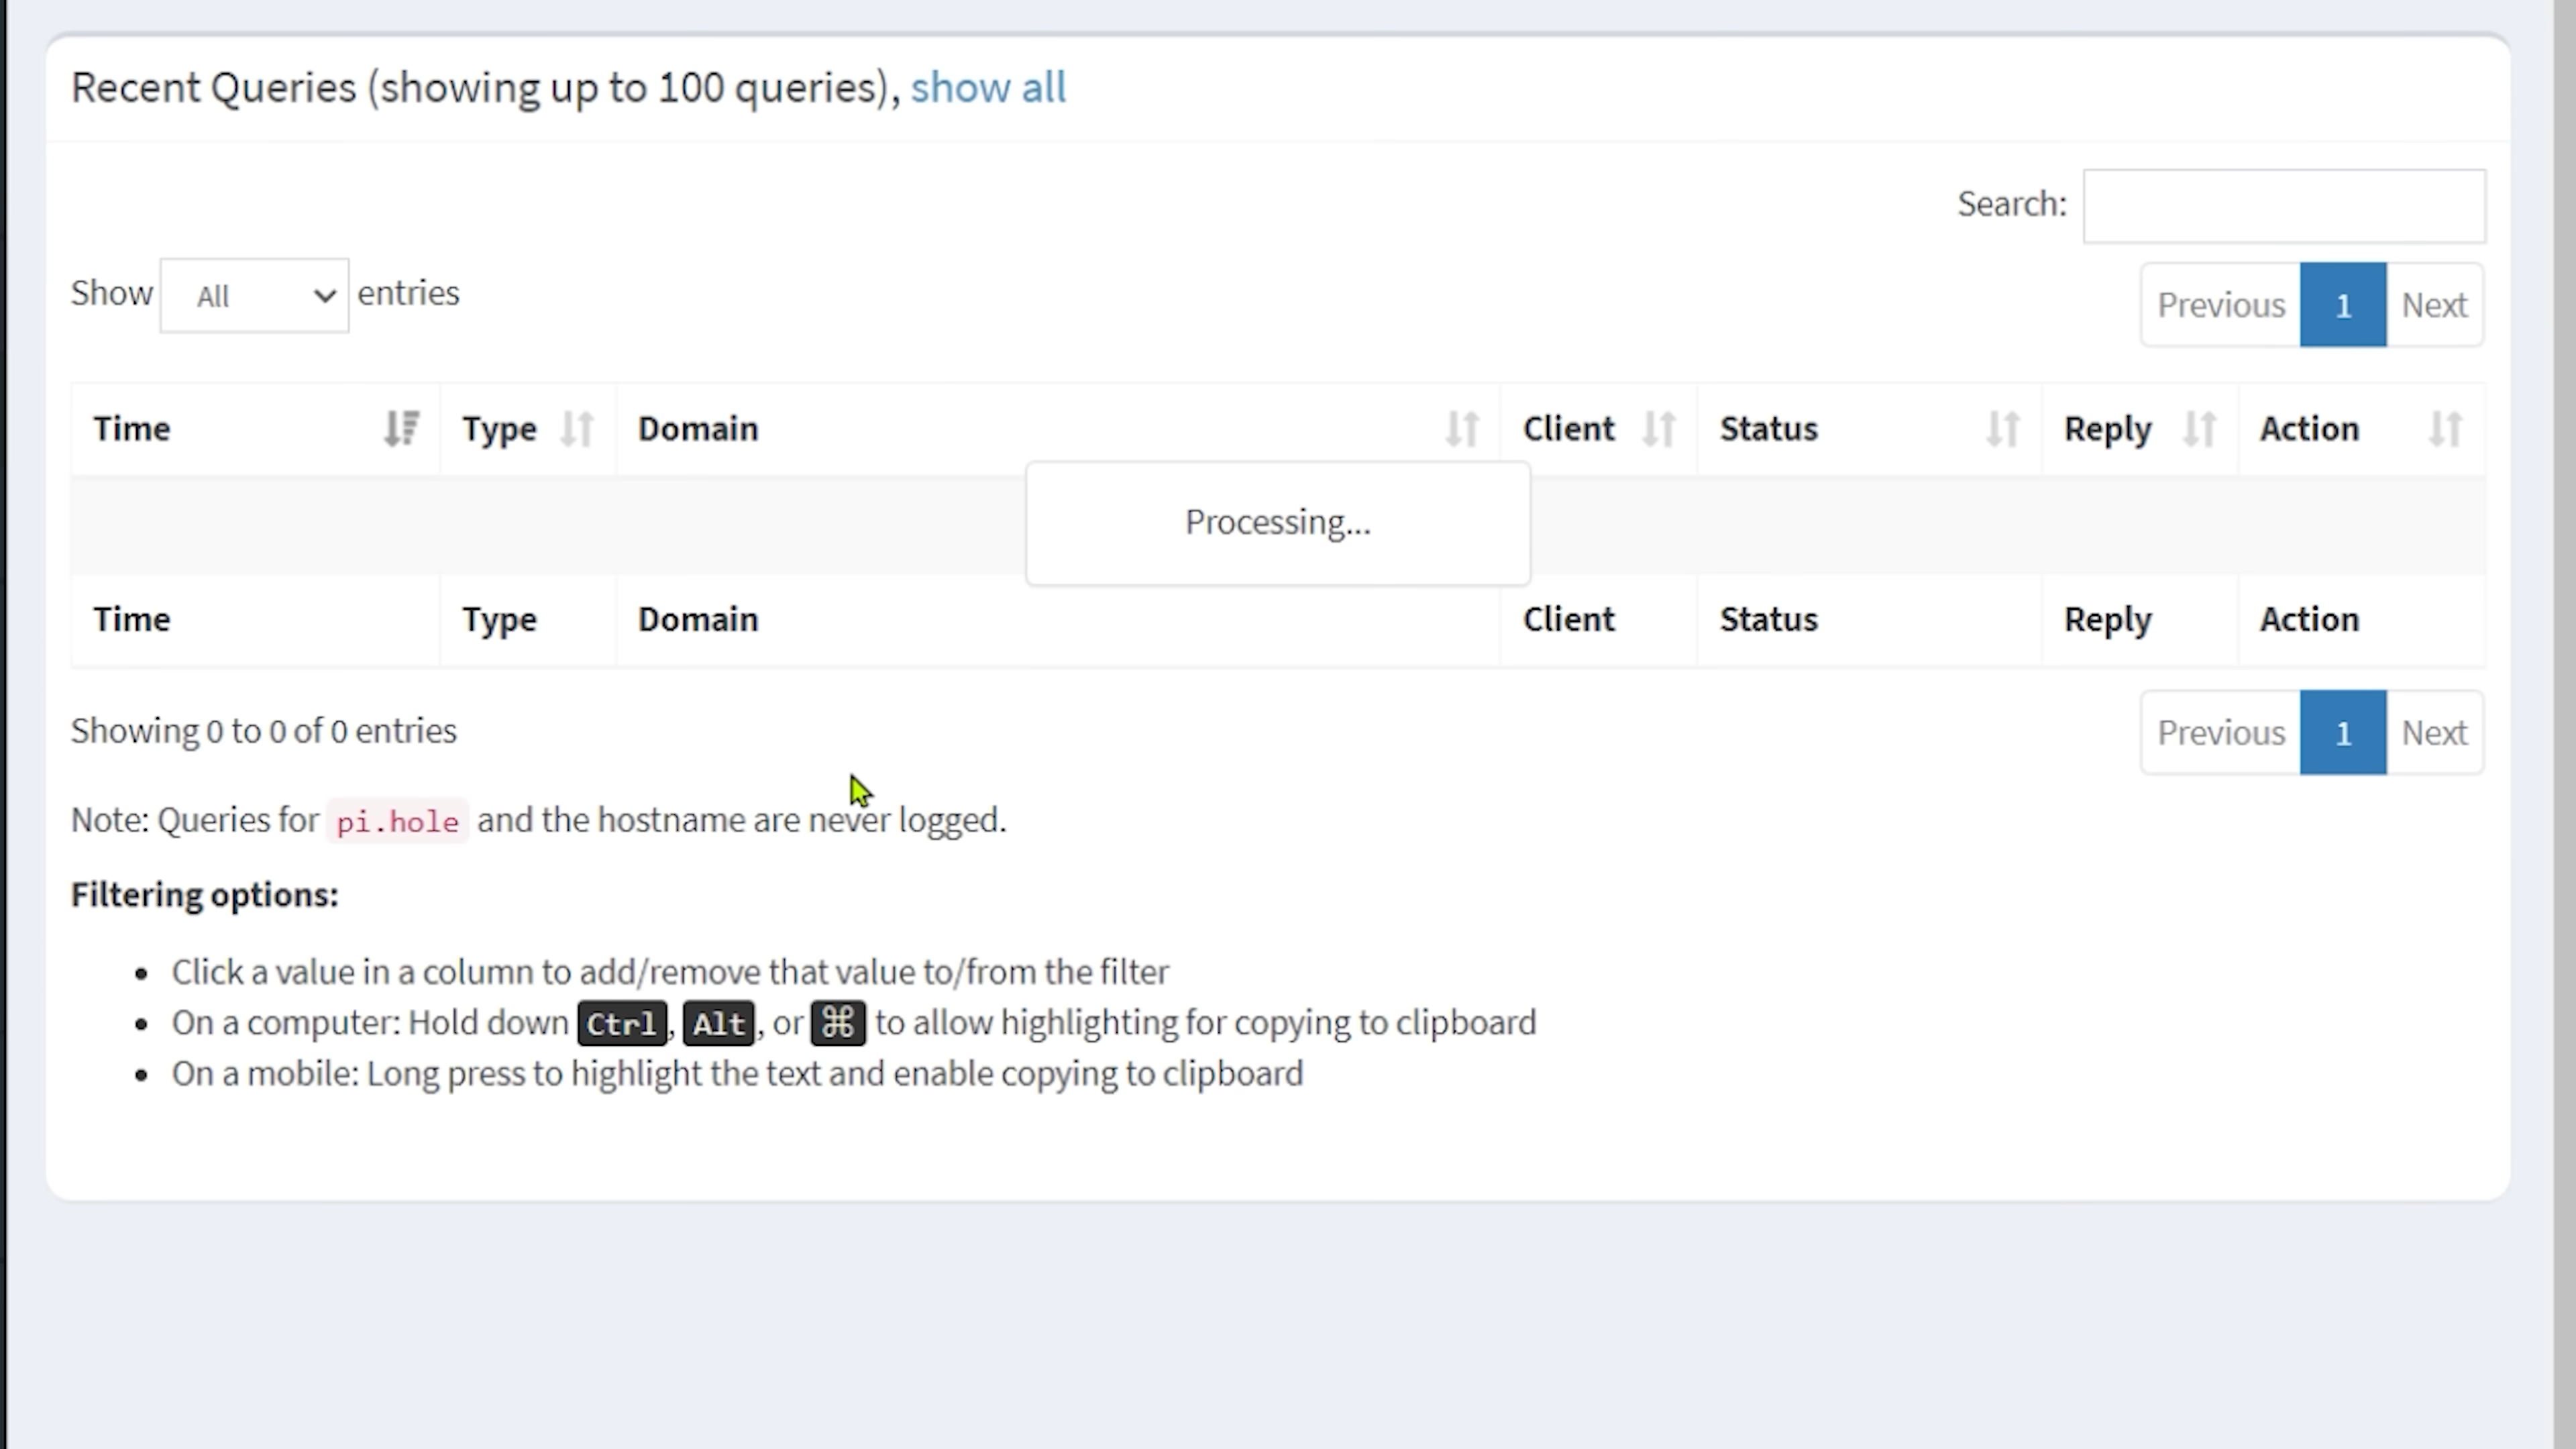 Recent Queries (showing up to 100 queries), show all
Search:
Show All entries
Previous 1 Next
Time Type Domain Client Status Reply Action
Processing...
Time Type Domain Client Status Reply Action
Showing 0 to 0 of 0 entries
Previous 1 Next
Note: Queries for pi.hole and the hostname are never logged.
Filtering options:
• Click a value in a column to add/remove that value to/from the filter
• On a computer: Hold down Ctrl, Alt, or ⌘ to allow highlighting for copying to clipboard
• On a mobile: Long press to highlight the text and enable copying to clipboard